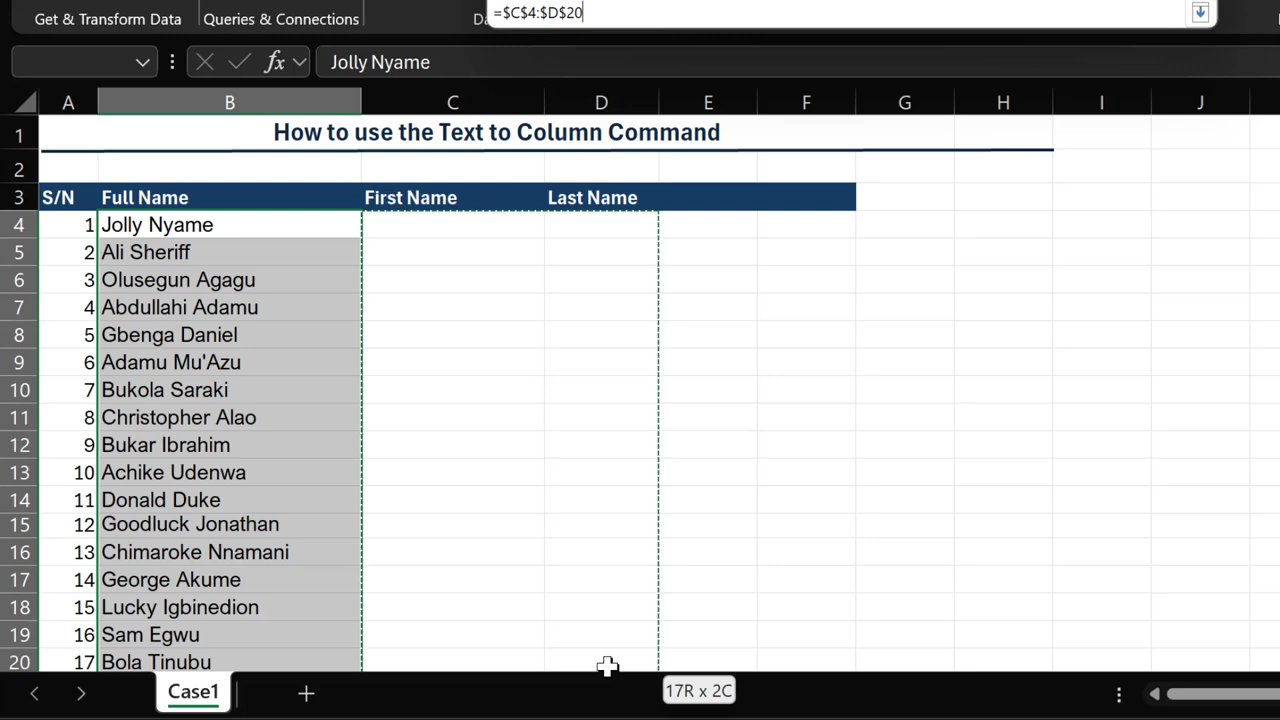 =$C$4:$D$20
Get & Transform Data Queries & Connections Da
fx Jolly Nyame
A B C D E F G H I J
1 How to use the Text to Column Command
2
3 S/N Full Name First Name Last Name
4 1 Jolly Nyame
5 2 Ali Sheriff
6 3 Olusegun Agagu
7 4 Abdullahi Adamu
8 5 Gbenga Daniel
9 6 Adamu Mu'Azu
10 7 Bukola Saraki
11 8 Christopher Alao
12 9 Bukar Ibrahim
13 10 Achike Udenwa
14 11 Donald Duke
15 12 Goodluck Jonathan
16 13 Chimaroke Nnamani
17 14 George Akume
18 15 Lucky Igbinedion
19 16 Sam Egwu
20 17 Bola Tinubu
17R x 2C
Case1